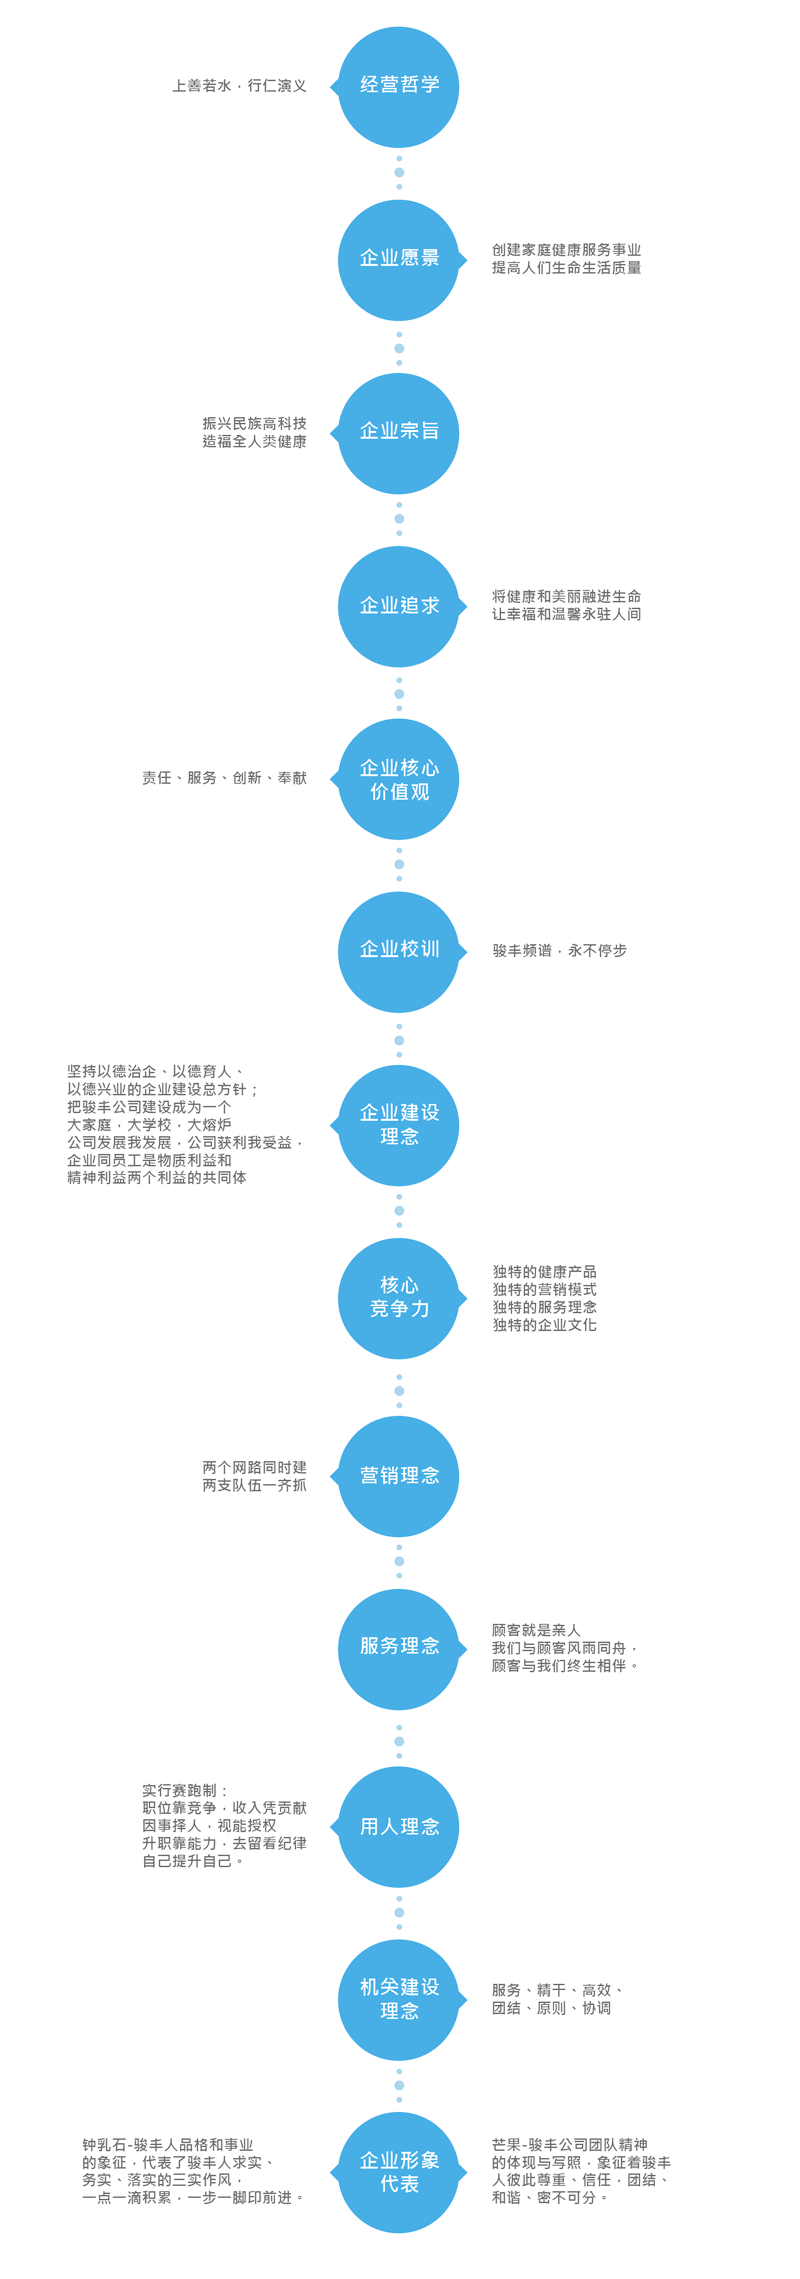 经营哲学
上善若水，行仁演义
企业愿景
创建家庭健康服务事业
提高人们生命生活质量
企业宗旨
振兴民族高科技
造福全人类健康
企业追求
将健康和美丽融进生命
让幸福和温馨永驻人间
企业核心
价值观
责任、服务、创新、奉献
企业校训
骏丰频谱，永不停步
企业建设
理念
坚持以德治企、以德育人、
以德兴业的企业建设总方针；
把骏丰公司建设成为一个
大家庭，大学校，大熔炉
公司发展我发展，公司获利我受益，
企业同员工是物质利益和
精神利益两个利益的共同体
核心
竞争力
独特的健康产品
独特的营销模式
独特的服务理念
独特的企业文化
营销理念
两个网路同时建
两支队伍一齐抓
服务理念
顾客就是亲人
我们与顾客风雨同舟，
顾客与我们终生相伴。
用人理念
实行赛跑制：
职位靠竞争，收入凭贡献
因事择人，视能授权
升职靠能力，去留看纪律
自己提升自己。
机关建设
理念
服务、精干、高效、
团结、原则、协调
企业形象
代表
钟乳石-骏丰人品格和事业
的象征，代表了骏丰人求实、
务实、落实的三实作风，
一点一滴积累，一步一脚印前进。
芒果-骏丰公司团队精神
的体现与写照，象征着骏丰
人彼此尊重、信任，团结、
和谐、密不可分。